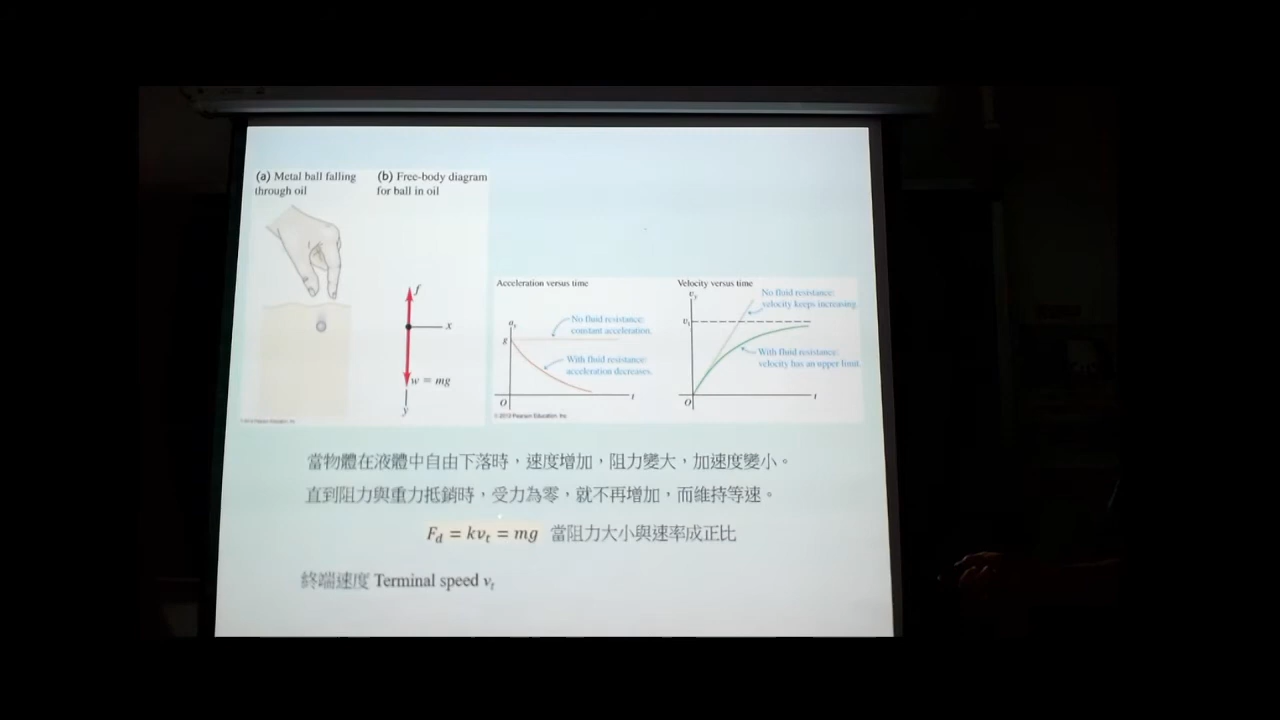 (a) Metal ball falling through oil
(b) Free-body diagram for ball in oil
f
x
w = mg
y
Acceleration versus time
No fluid resistance: constant acceleration.
g
With fluid resistance: acceleration decreases.
O
t
© 2012 Pearson Education, Inc.
Velocity versus time
No fluid resistance: velocity keeps increasing.
With fluid resistance: velocity has an upper limit.
O
t
當物體在液體中自由下落時，速度增加，阻力變大，加速度變小。
直到阻力與重力抵銷時，受力為零，就不再增加，而維持等速。
F_d = kv_t = mg 當阻力大小與速率成正比
終端速度 Terminal speed v_t